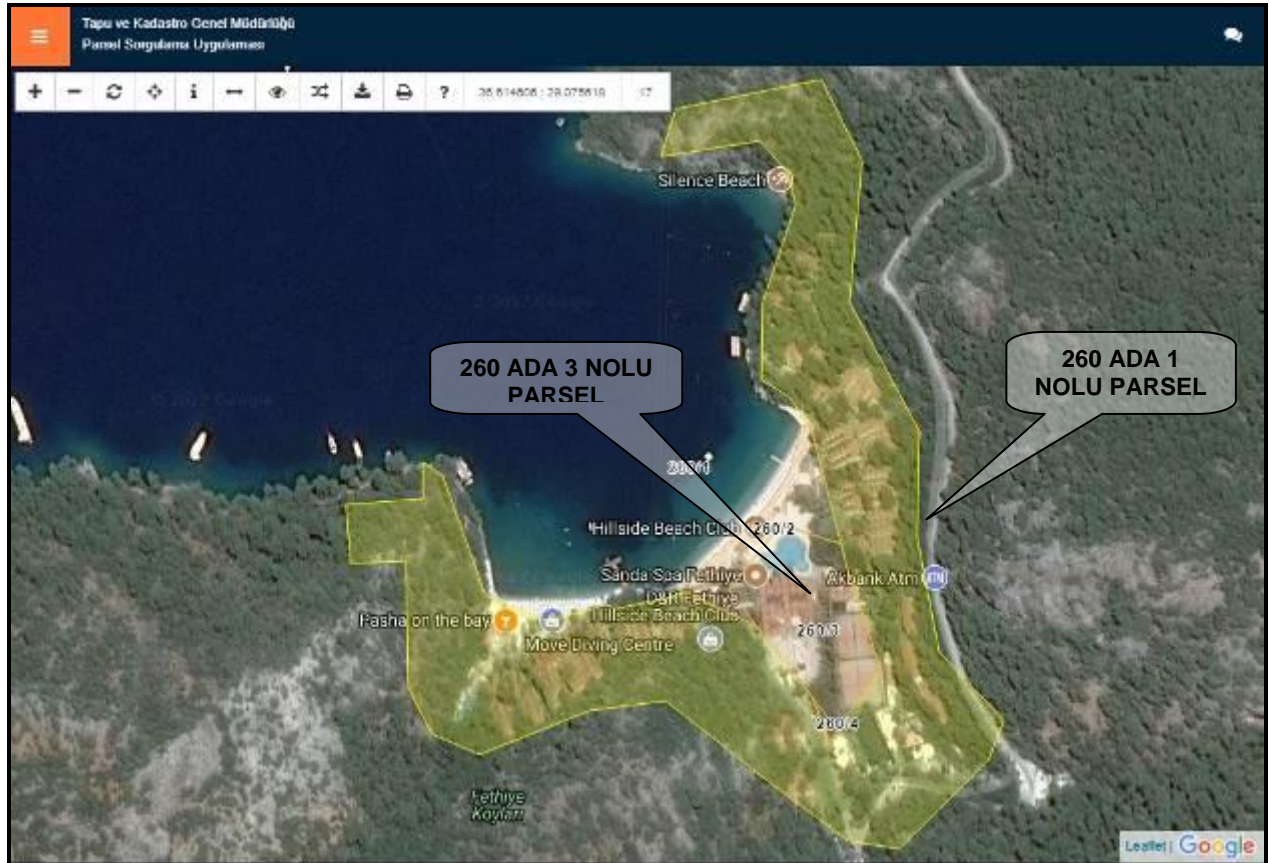 Tapu ve Kadastro Genel Müdürlüğü
Parsel Sorgulama Uygulaması
+ − i ?
17
Silence Beach
260 ADA 3 NOLU
PARSEL
260 ADA 1
NOLU PARSEL
260/1
Hillside Beach Club
260/2
Sanda Spa Fethiye
Akbank Atm
ATM
D&R Fethiye
Hillside Beach Club
Pasha on the bay
Move Diving Centre
260/3
260/4
Fethiye
Koyları
Leaflet | Google